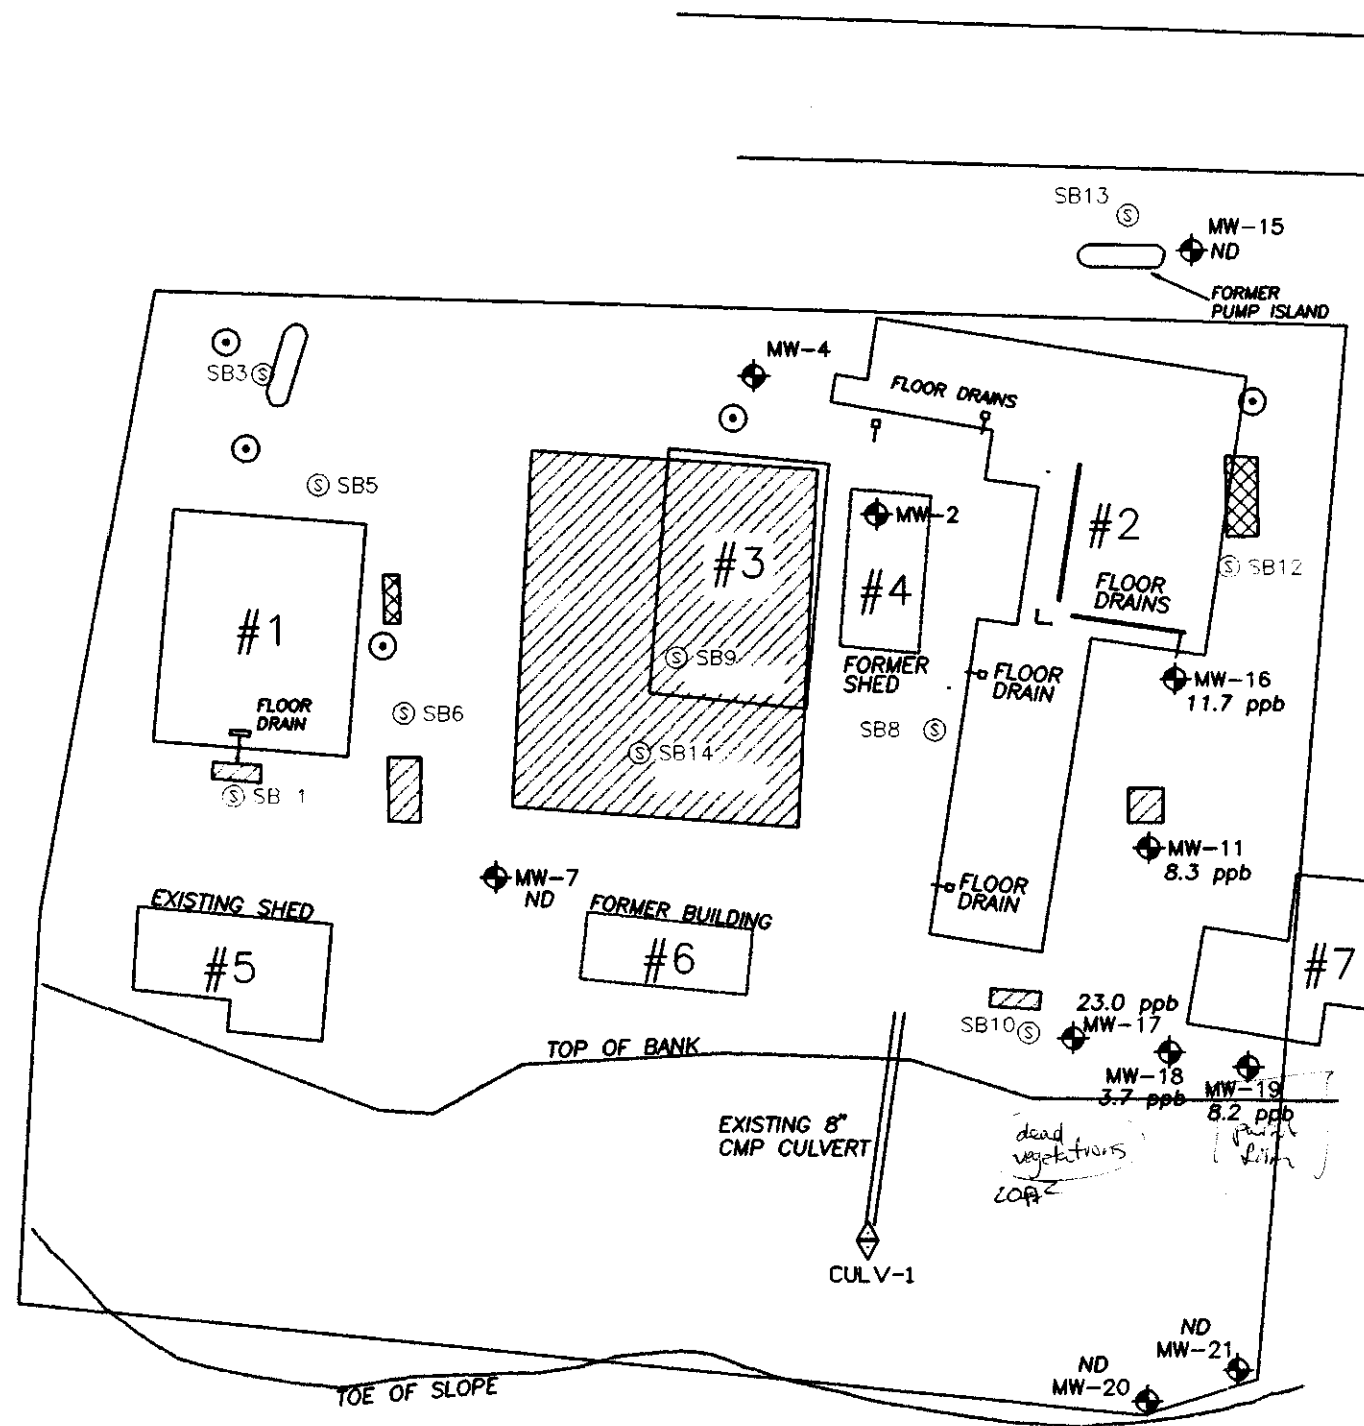 SB13
MW-15
ND
FORMER
PUMP ISLAND
MW-4
SB3
FLOOR DRAINS
SB5
MW-2
#2
#3
#4
FLOOR
DRAINS
SB12
#1
SB9
FORMER
SHED
FLOOR
DRAIN
MW-16
11.7 ppb
FLOOR
DRAIN
SB6
SB8
SB14
SB 1
MW-11
8.3 ppb
MW-7
ND
FLOOR
DRAIN
EXISTING SHED
FORMER BUILDING
#5
#6
#7
23.0 ppb
SB10
MW-17
TOP OF BANK
MW-18
3.7 ppb
MW-19
8.2 ppb
EXISTING 8"
CMP CULVERT
dead
vegetations
CULV-1
ND
MW-21
ND
MW-20
TOE OF SLOPE